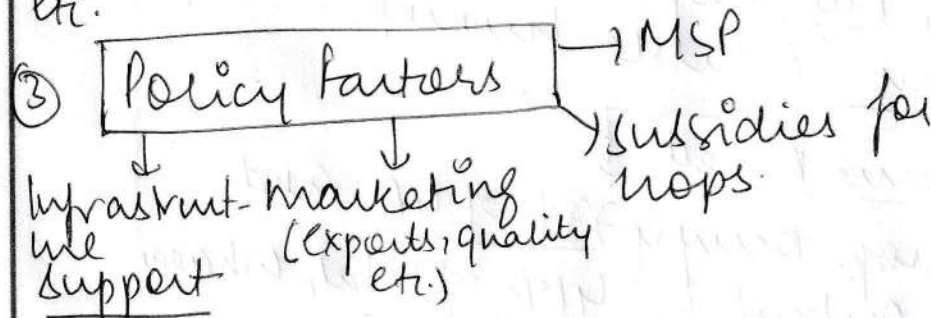 etc.
③ Policy factors → MSP
→ subsidies for
crops.
Infrastruct-
ure
support
marketing
(exports, quality
etc.)